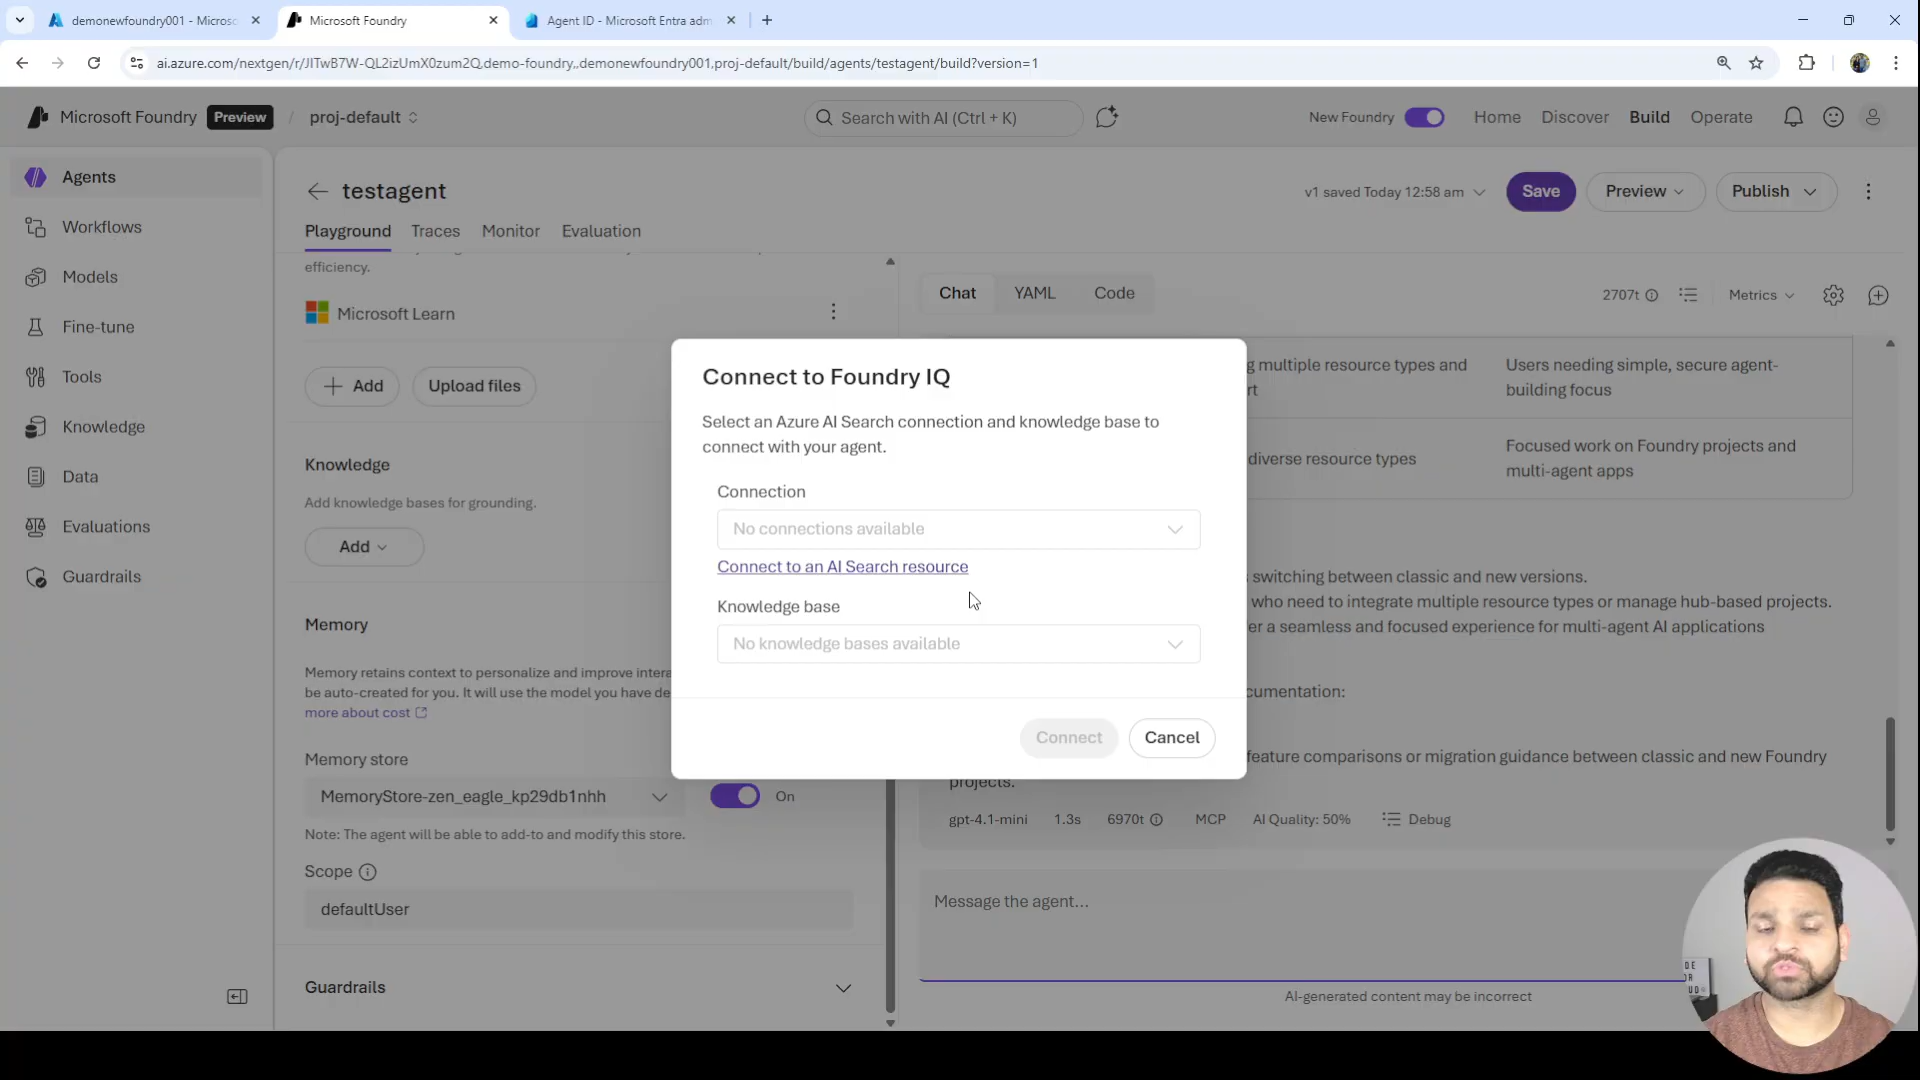 demonewfoundry001 - Microsc
Microsoft Foundry
Agent ID - Microsoft Entra adm
ai.azure.com/nextgen/r/JITwB7W-QL2izUmX0zum2Q,demo-foundry,,demonewfoundry001,proj-default/build/agents/testagent/build?version=1
Microsoft Foundry
Preview
/
proj-default
Search with AI (Ctrl + K)
New Foundry
Home
Discover
Build
Operate
Agents
Workflows
Models
Fine-tune
Tools
Knowledge
Data
Evaluations
Guardrails
testagent
v1 saved Today 12:58 am
Save
Preview
Publish
Playground
Traces
Monitor
Evaluation
efficiency.
Microsoft Learn
Add
Upload files
Knowledge
Add knowledge bases for grounding.
Add
Memory
Memory retains context to personalize and improve intera
be auto-created for you. It will use the model you have de
more about cost
Memory store
MemoryStore-zen_eagle_kp29db1nhh
On
Note: The agent will be able to add-to and modify this store.
Scope
defaultUser
Guardrails
Chat
YAML
Code
2707t
Metrics
g multiple resource types and
rt
Users needing simple, secure agent-
building focus
diverse resource types
Focused work on Foundry projects and
multi-agent apps
switching between classic and new versions.
who need to integrate multiple resource types or manage hub-based projects.
er a seamless and focused experience for multi-agent AI applications
cumentation:
feature comparisons or migration guidance between classic and new Foundry
projects.
gpt-4.1-mini
1.3s
6970t
MCP
AI Quality: 50%
Debug
Message the agent...
AI-generated content may be incorrect
Connect to Foundry IQ
Select an Azure AI Search connection and knowledge base to
connect with your agent.
Connection
No connections available
Connect to an AI Search resource
Knowledge base
No knowledge bases available
Connect
Cancel